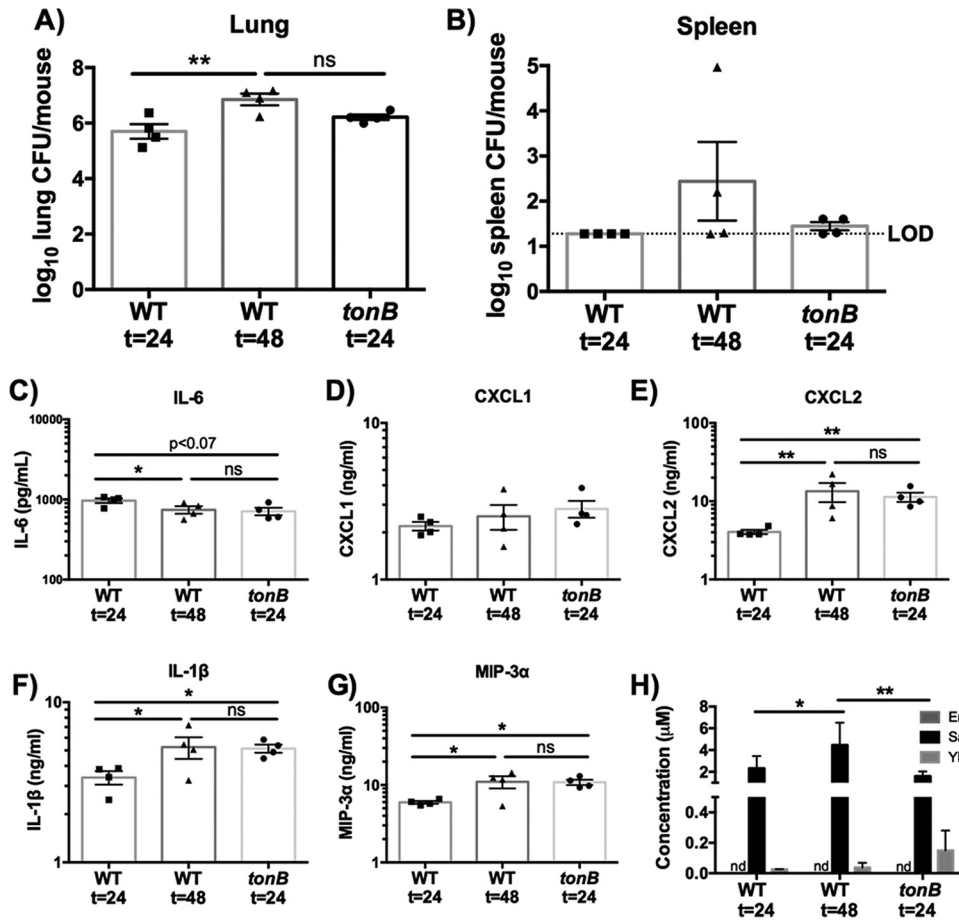 A)
Lung
**
ns
log10 lung CFU/mouse
8
6
4
2
0
WT
t=24
WT
t=48
tonB
t=24
B)
Spleen
log10 spleen CFU/mouse
5
4
3
2
1
0
LOD
WT
t=24
WT
t=48
tonB
t=24
C)
IL-6
p<0.07
*
ns
IL-6 (pg/mL)
10000
1000
100
WT
t=24
WT
t=48
tonB
t=24
D)
CXCL1
CXCL1 (ng/ml)
10
1
WT
t=24
WT
t=48
tonB
t=24
E)
CXCL2
**
**
ns
CXCL2 (ng/ml)
100
10
1
WT
t=24
WT
t=48
tonB
t=24
F)
IL-1β
*
*
ns
IL-1β (ng/ml)
10
1
WT
t=24
WT
t=48
tonB
t=24
G)
MIP-3α
*
*
ns
MIP-3α (ng/ml)
100
10
1
WT
t=24
WT
t=48
tonB
t=24
H)
*
**
Concentration (μM)
8
6
4
2
0.4
0.2
0.0
nd
nd
nd
WT
t=24
WT
t=48
tonB
t=24